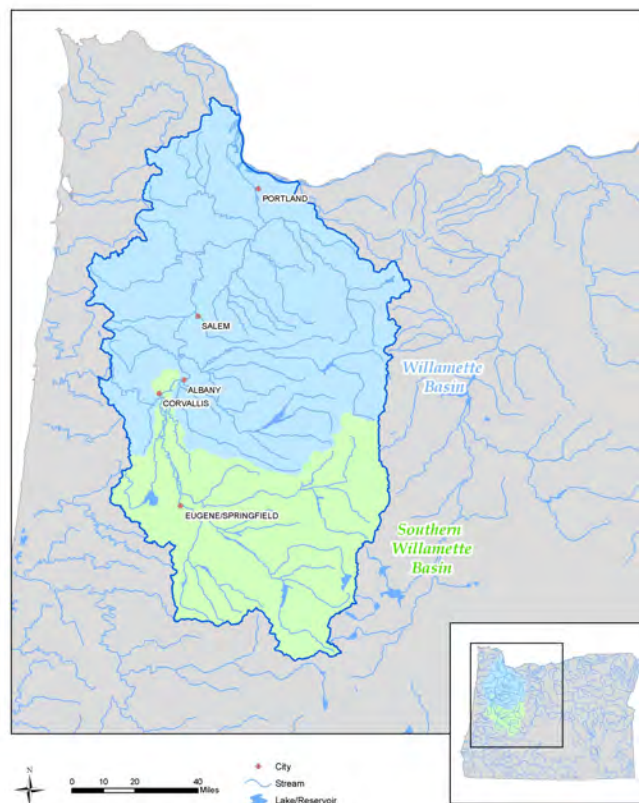 PORTLAND
SALEM
Willamette
Basin
ALBANY
CORVALLIS
EUGENE/SPRINGFIELD
Southern
Willamette
Basin
N
0 10 20 40
Miles
City
Stream
Lake/Reservoir